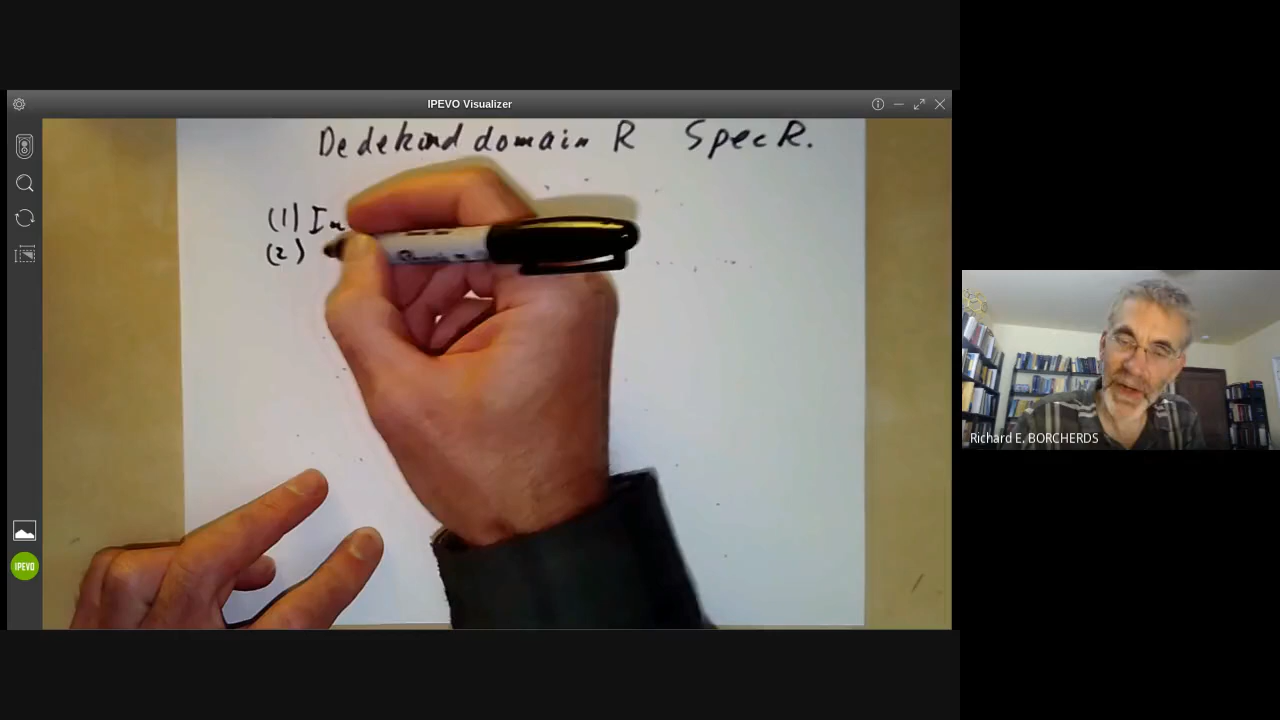 IPEVO Visualizer
Dedekind domain R Spec R.
(1) In
(2)
IPEVO
Richard E. BORCHERDS